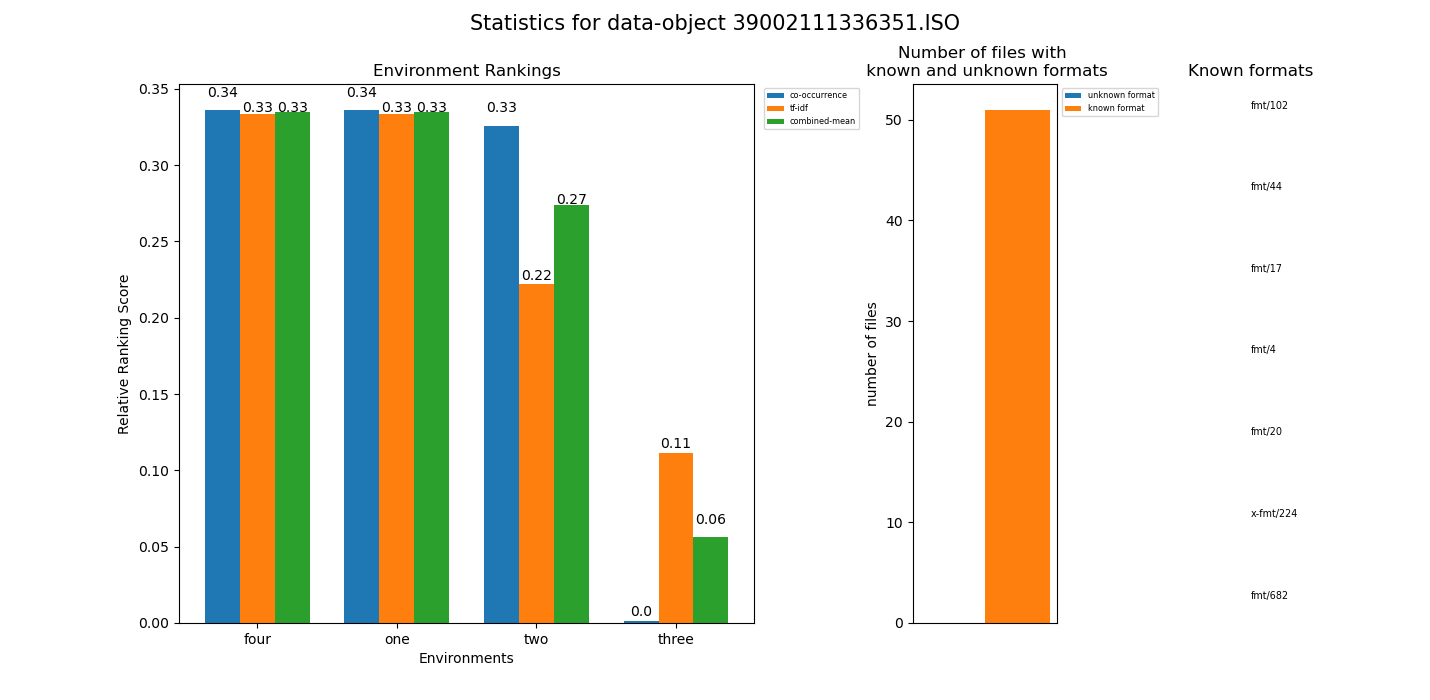 Statistics for data-object 39002111336351.ISO
Environment Rankings
0.35
0.30
0.25
0.20
0.15
0.10
0.05
0.00
Relative Ranking Score
0.34
0.33
0.33
0.34
0.33
0.33
0.33
0.22
0.27
0.0
0.11
0.06
four
one
two
three
Environments
co-occurrence
tf-idf
combined-mean
Number of files with
known and unknown formats
50
40
30
20
10
0
number of files
unknown format
known format
Known formats
fmt/102
fmt/44
fmt/17
fmt/4
fmt/20
x-fmt/224
fmt/682